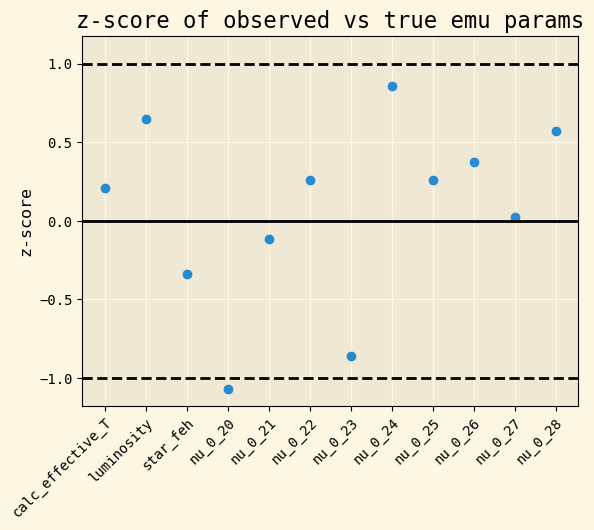 z-score of observed vs true emu params
z-score
1.0
0.5
0.0
−0.5
−1.0
calc_effective_T
luminosity
star_feh
nu_0_20
nu_0_21
nu_0_22
nu_0_23
nu_0_24
nu_0_25
nu_0_26
nu_0_27
nu_0_28